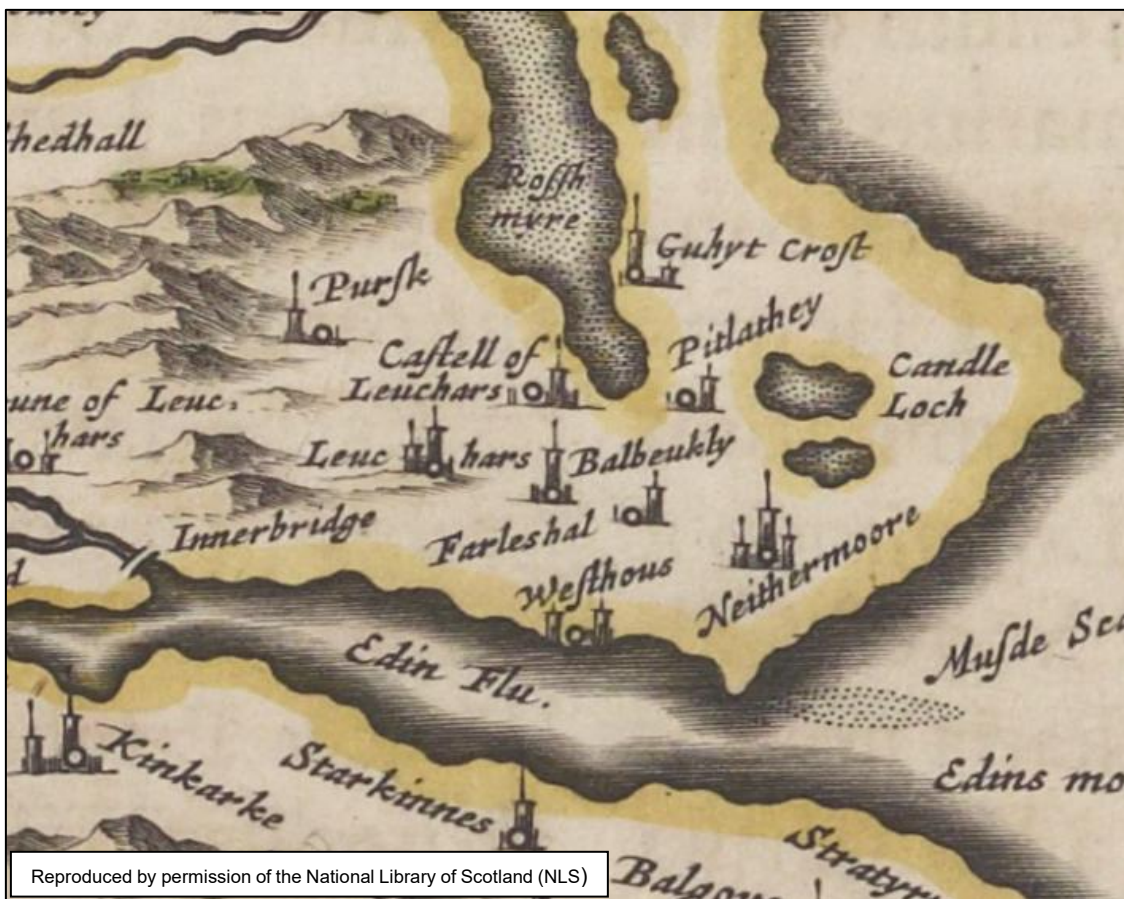 hedhall
Roſſh
myre
Guhyt Croſt
Purſk
Pitlathey
Caſtell of
Leuchars
Candle
Loch
une of Leuc.
hars
Leuc hars
Balbeukly
Innerbridge
Farleshal
Weſthous
Neithermoore
d
Edin Flu.
Muſde Sca
Kinkarke
Starkinnes
Edins mo
Stratyr
Balgou
Reproduced by permission of the National Library of Scotland (NLS)